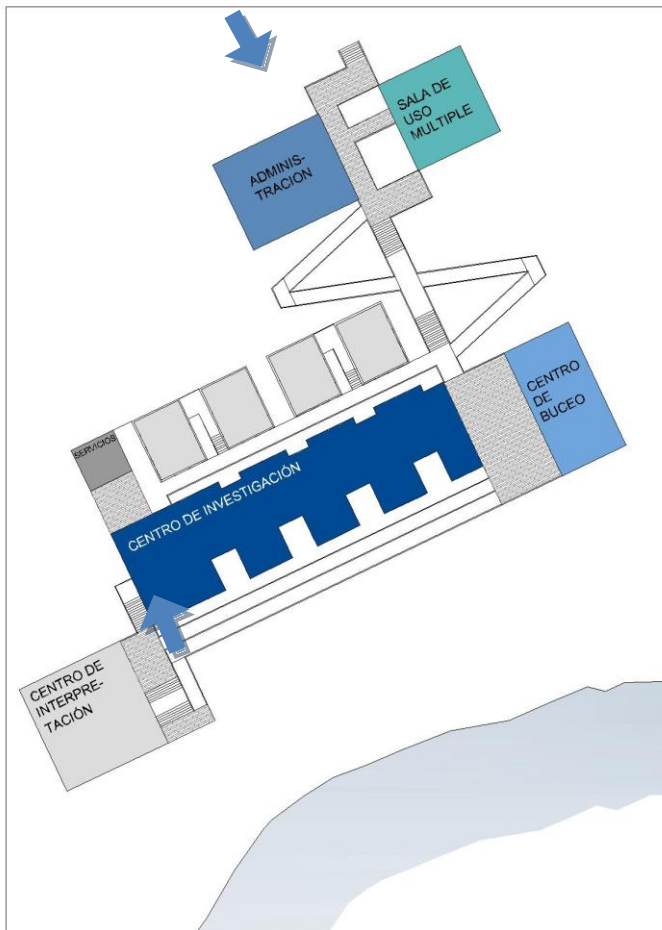 SALA DE
USO
MULTIPLE
ADMINIS-
TRACION
CENTRO
DE
BUCEO
SERVICIOS
CENTRO DE INVESTIGACIÓN
CENTRO DE
INTERPRE-
TACIÓN